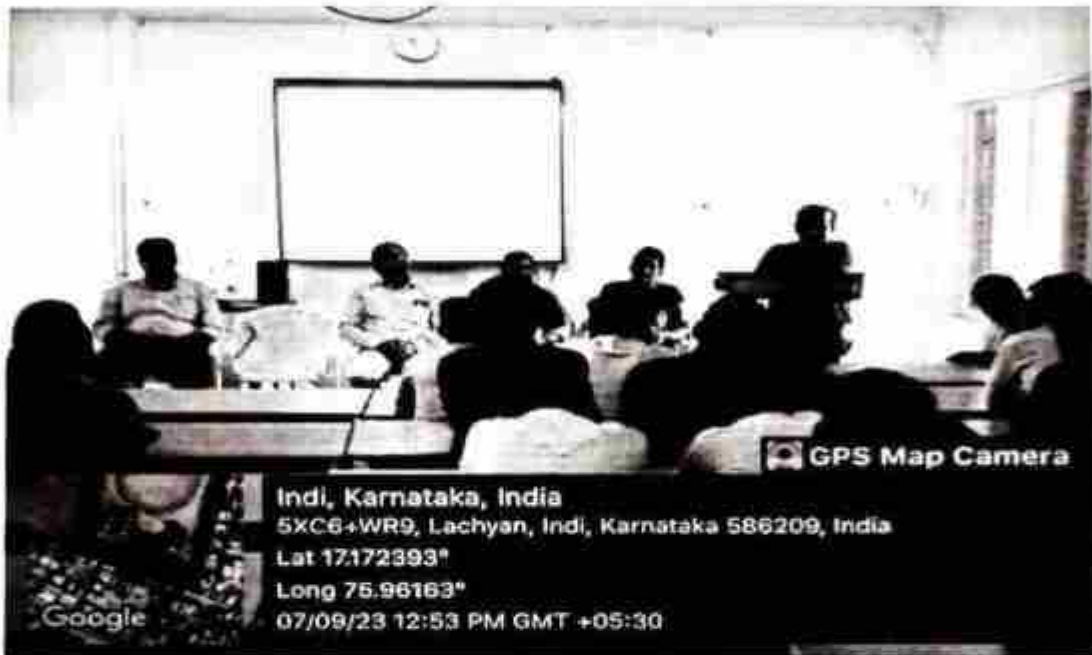 GPS Map Camera
Indi, Karnataka, India
5XC6+WR9, Lachyan, Indi, Karnataka 586209, India
Lat 17.172393°
Long 75.96163°
07/09/23 12:53 PM GMT +05:30
Google